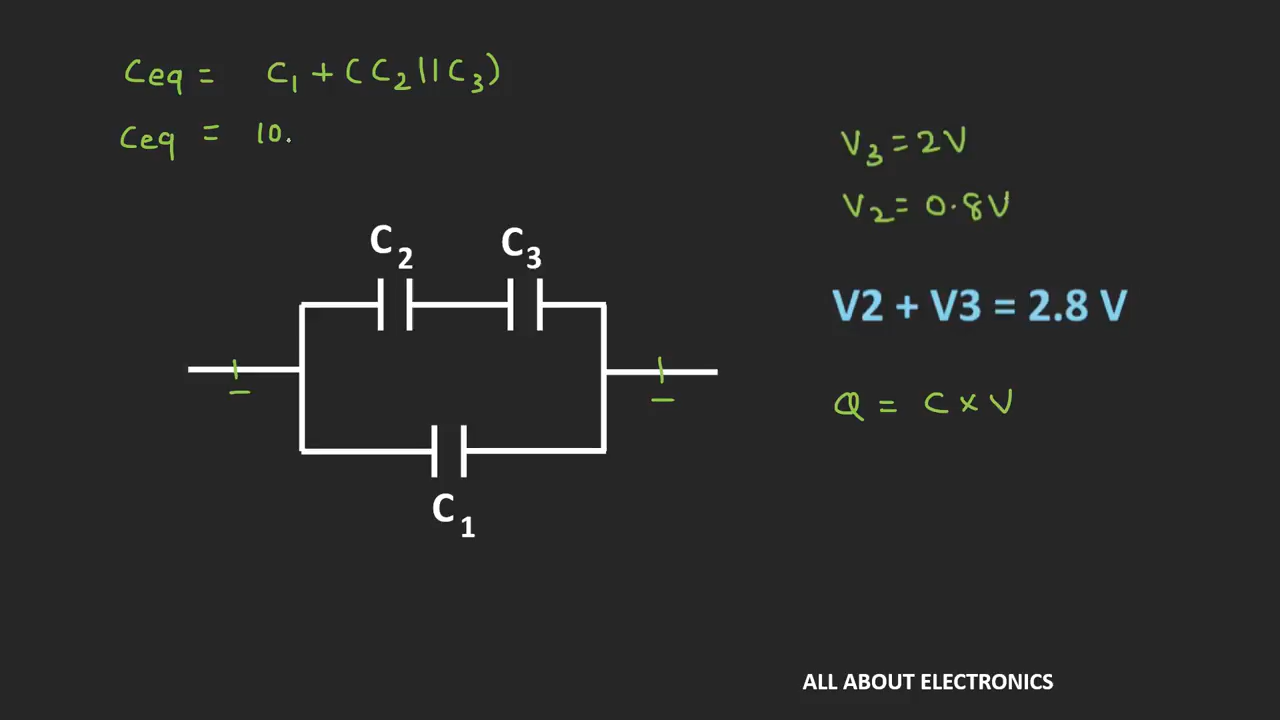 Ceq = C1 + (C2 || C3)
Ceq = 10.
V3 = 2V
V2 = 0.8V
C2 C3
V2 + V3 = 2.8 V
Q = C x V
C1
ALL ABOUT ELECTRONICS